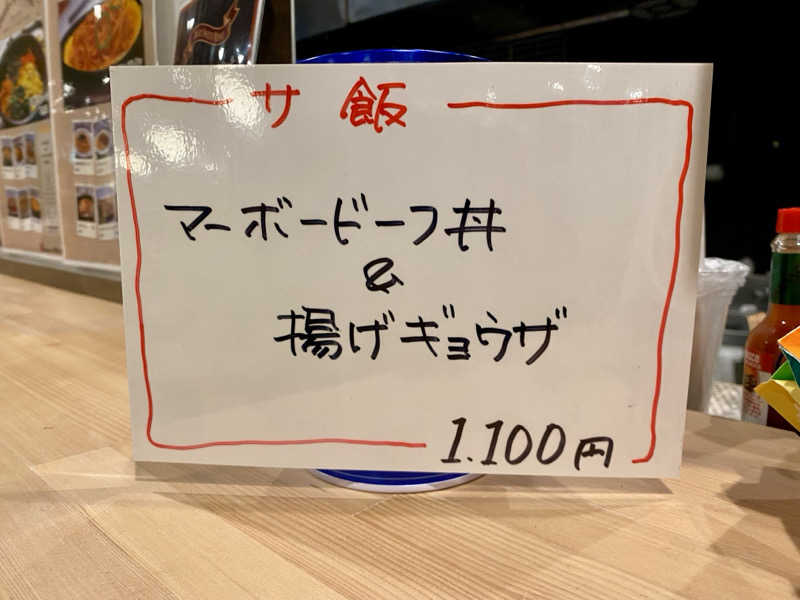 サ飯
マーボービーフ丼
&
揚げギョウザ
1.100円